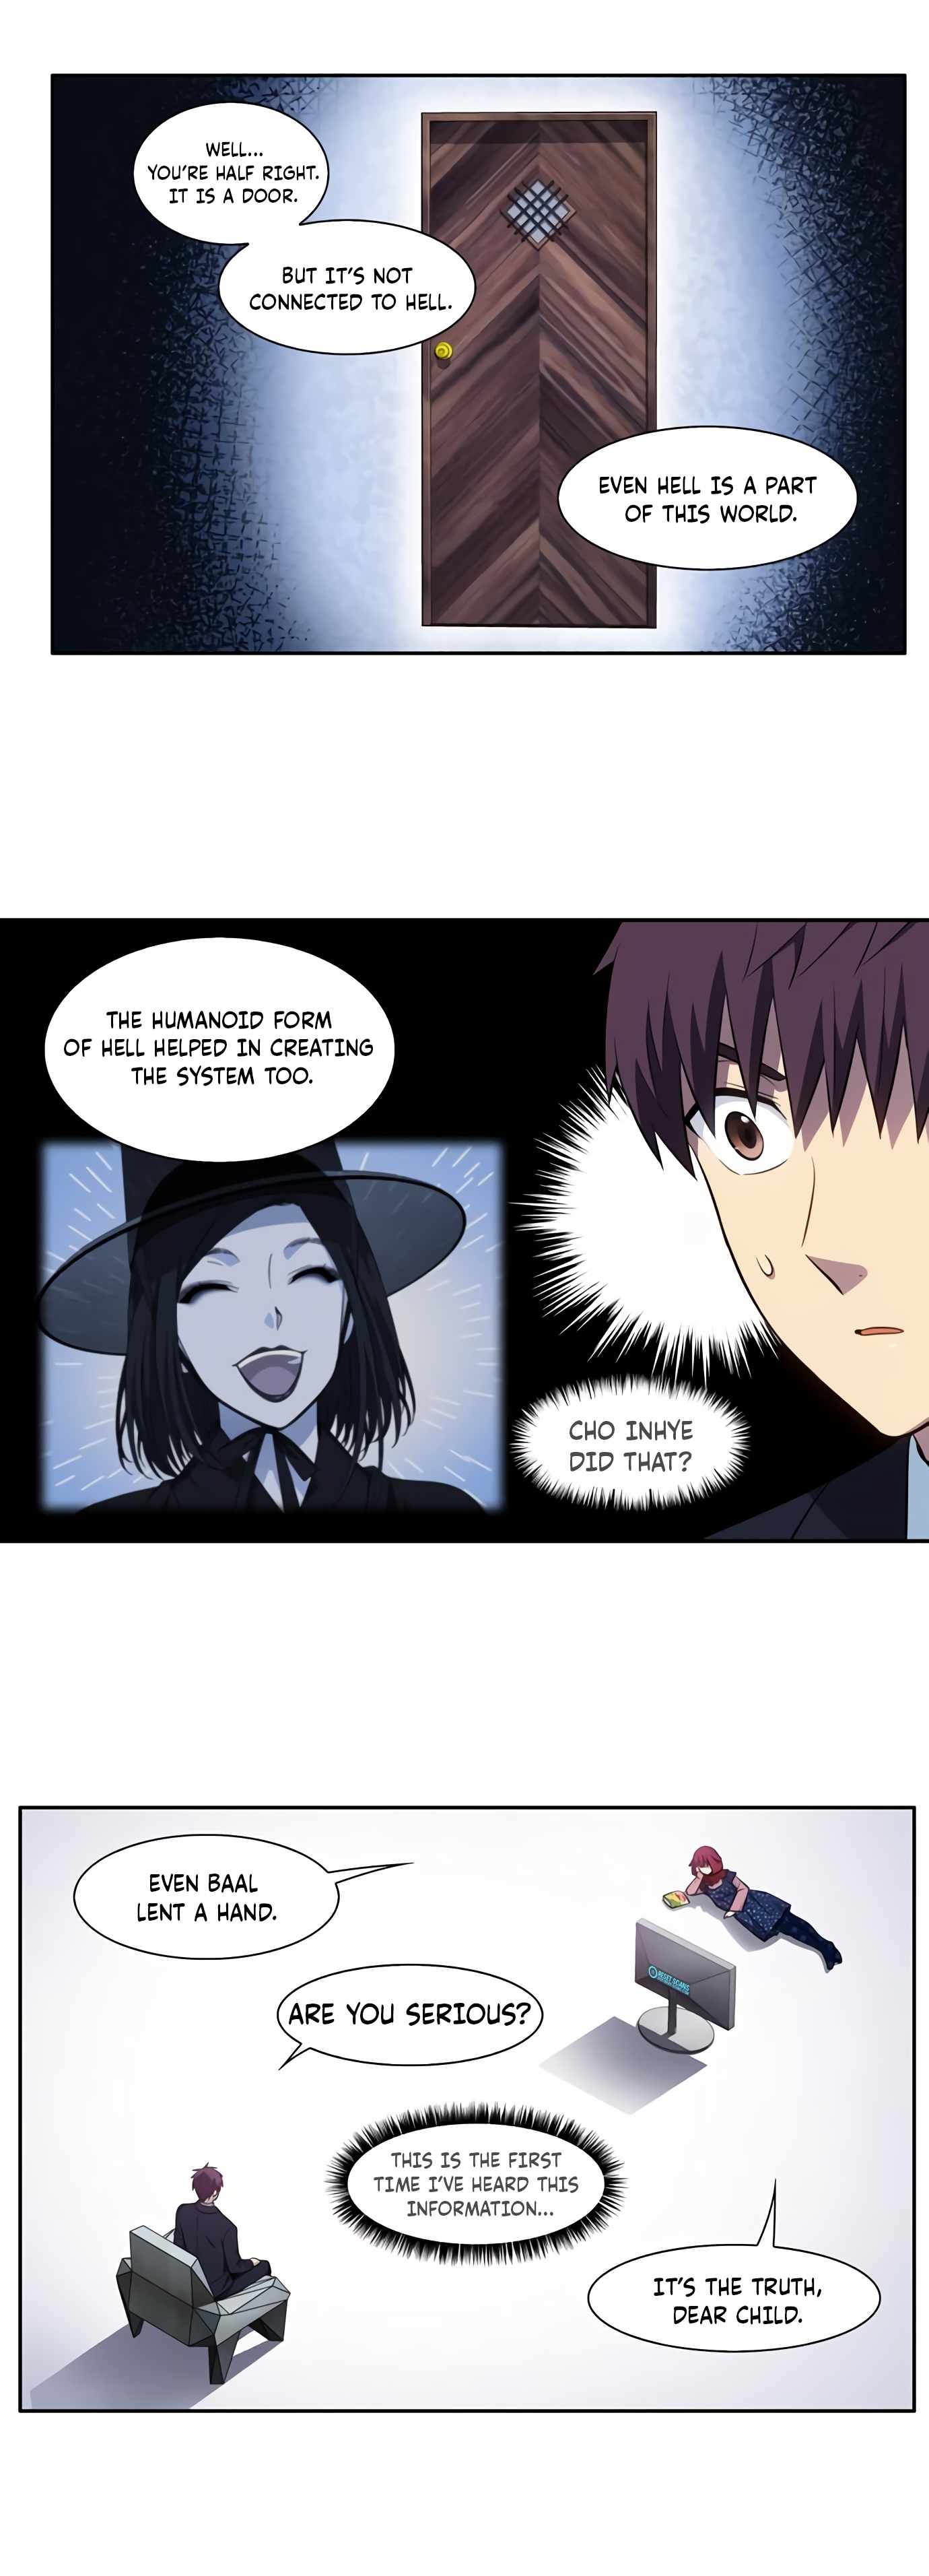 WELL...
YOU'RE HALF RIGHT.
IT IS A DOOR.
BUT IT'S NOT
CONNECTED TO HELL.
EVEN HELL IS A PART
OF THIS WORLD.
THE HUMANOID FORM
OF HELL HELPED IN CREATING
THE SYSTEM TOO.
CHO INHYE
DID THAT?
EVEN BAAL
LENT A HAND.
RESET SCANS
ARE YOU SERIOUS?
THIS IS THE FIRST
TIME I'VE HEARD THIS
INFORMATION...
IT'S THE TRUTH,
DEAR CHILD.